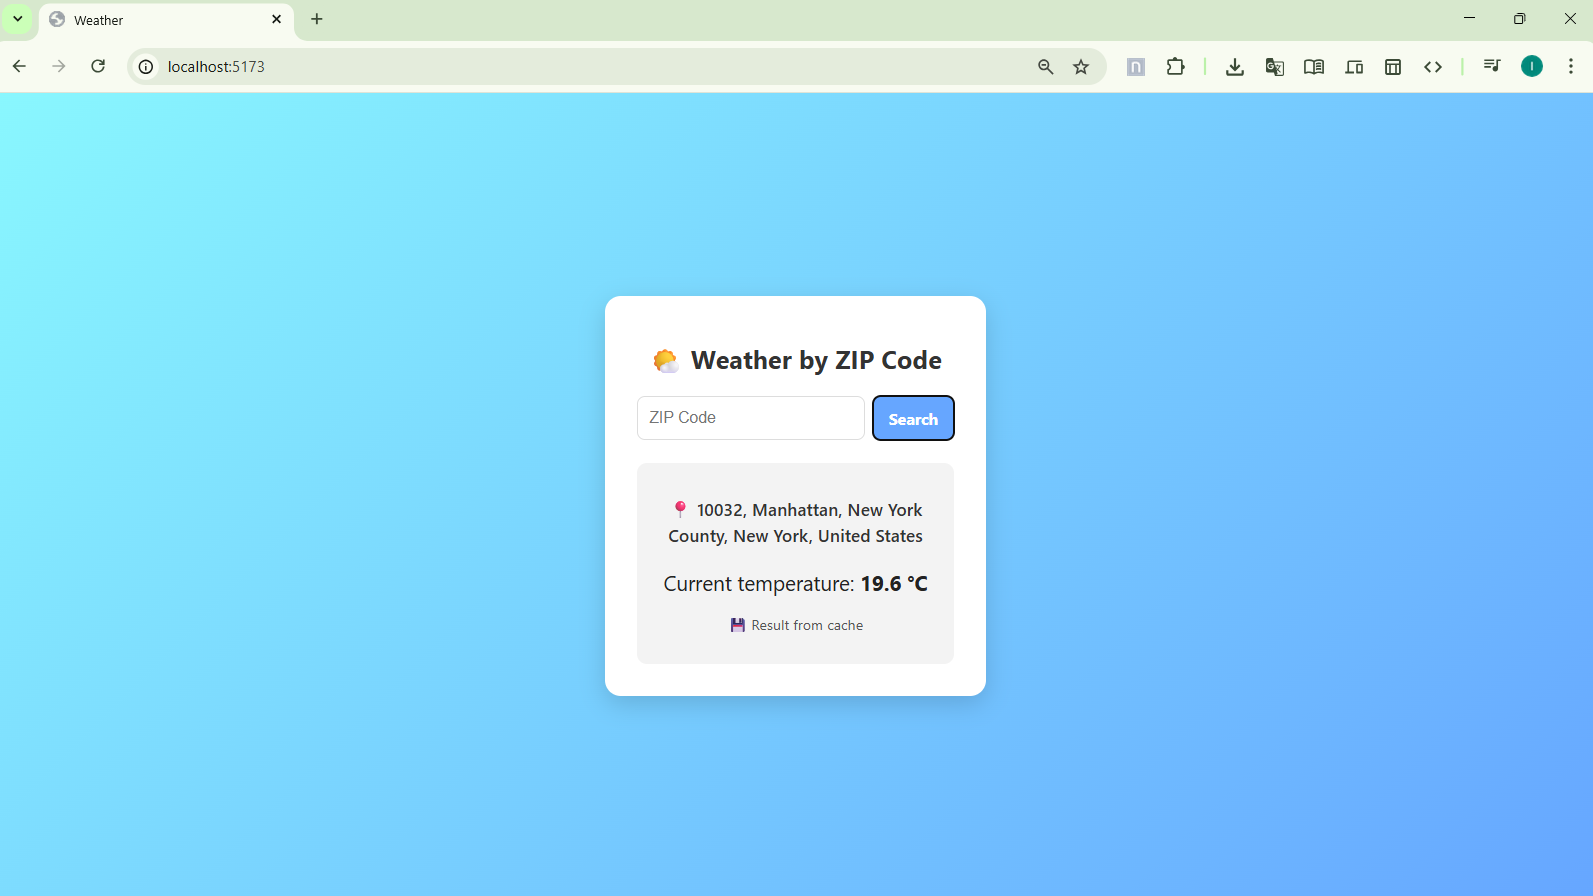 Weather
localhost:5173
n
I
🌤️ Weather by ZIP Code
ZIP Code
Search
📍 10032, Manhattan, New York
County, New York, United States
Current temperature: 19.6 °C
💾 Result from cache